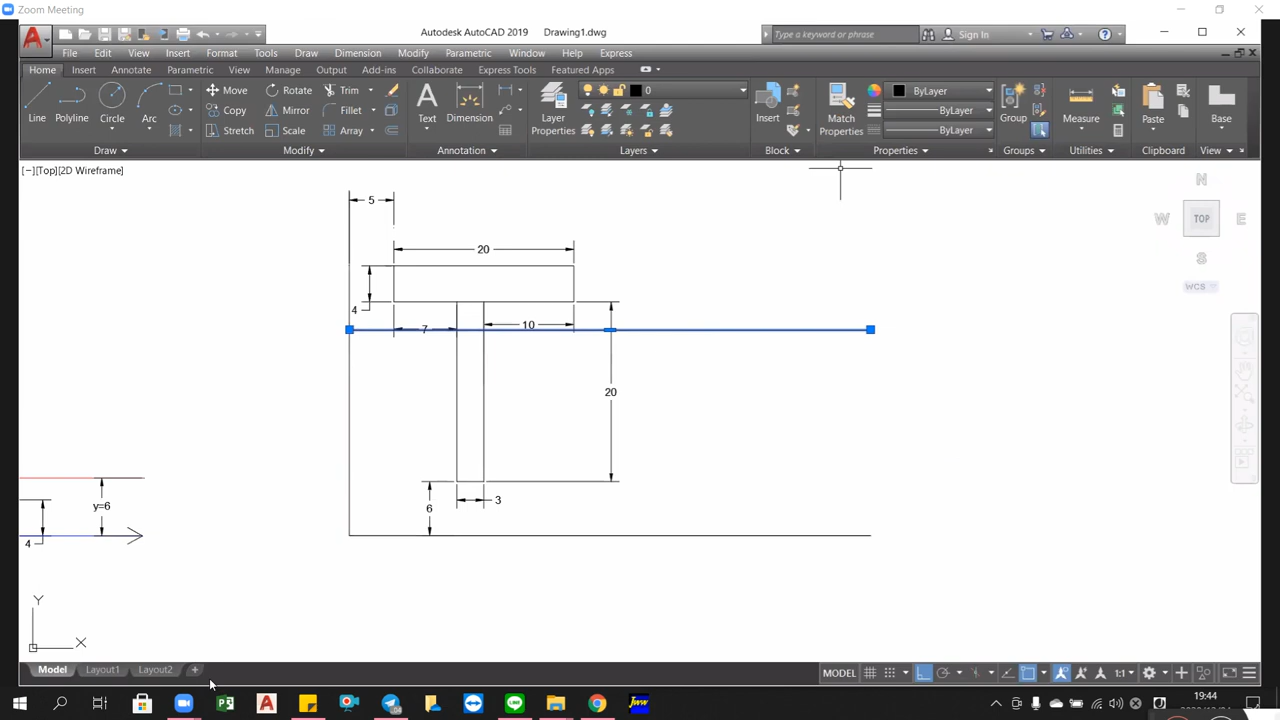 Zoom Meeting
Autodesk AutoCAD 2019 Drawing1.dwg
Type a keyword or phrase
Sign In
File Edit View Insert Format Tools Draw Dimension Modify Parametric Window Help Express
Home Insert Annotate Parametric View Manage Output Add-ins Collaborate Express Tools Featured Apps
Line Polyline Circle Arc
Move Rotate Trim
Copy Mirror Fillet
Stretch Scale Array
Text Dimension
Layer Properties
0
Insert
Match Properties
ByLayer
ByLayer
ByLayer
Group
Measure
Paste
Base
Draw Modify Annotation Layers Block Properties Groups Utilities Clipboard View
[−][Top][2D Wireframe]
N
W TOP E
S
WCS
5
20
4
7
10
20
3
6
y=6
4
Y
X
Model Layout1 Layout2 +
MODEL
1:1
04
Jww
19:44